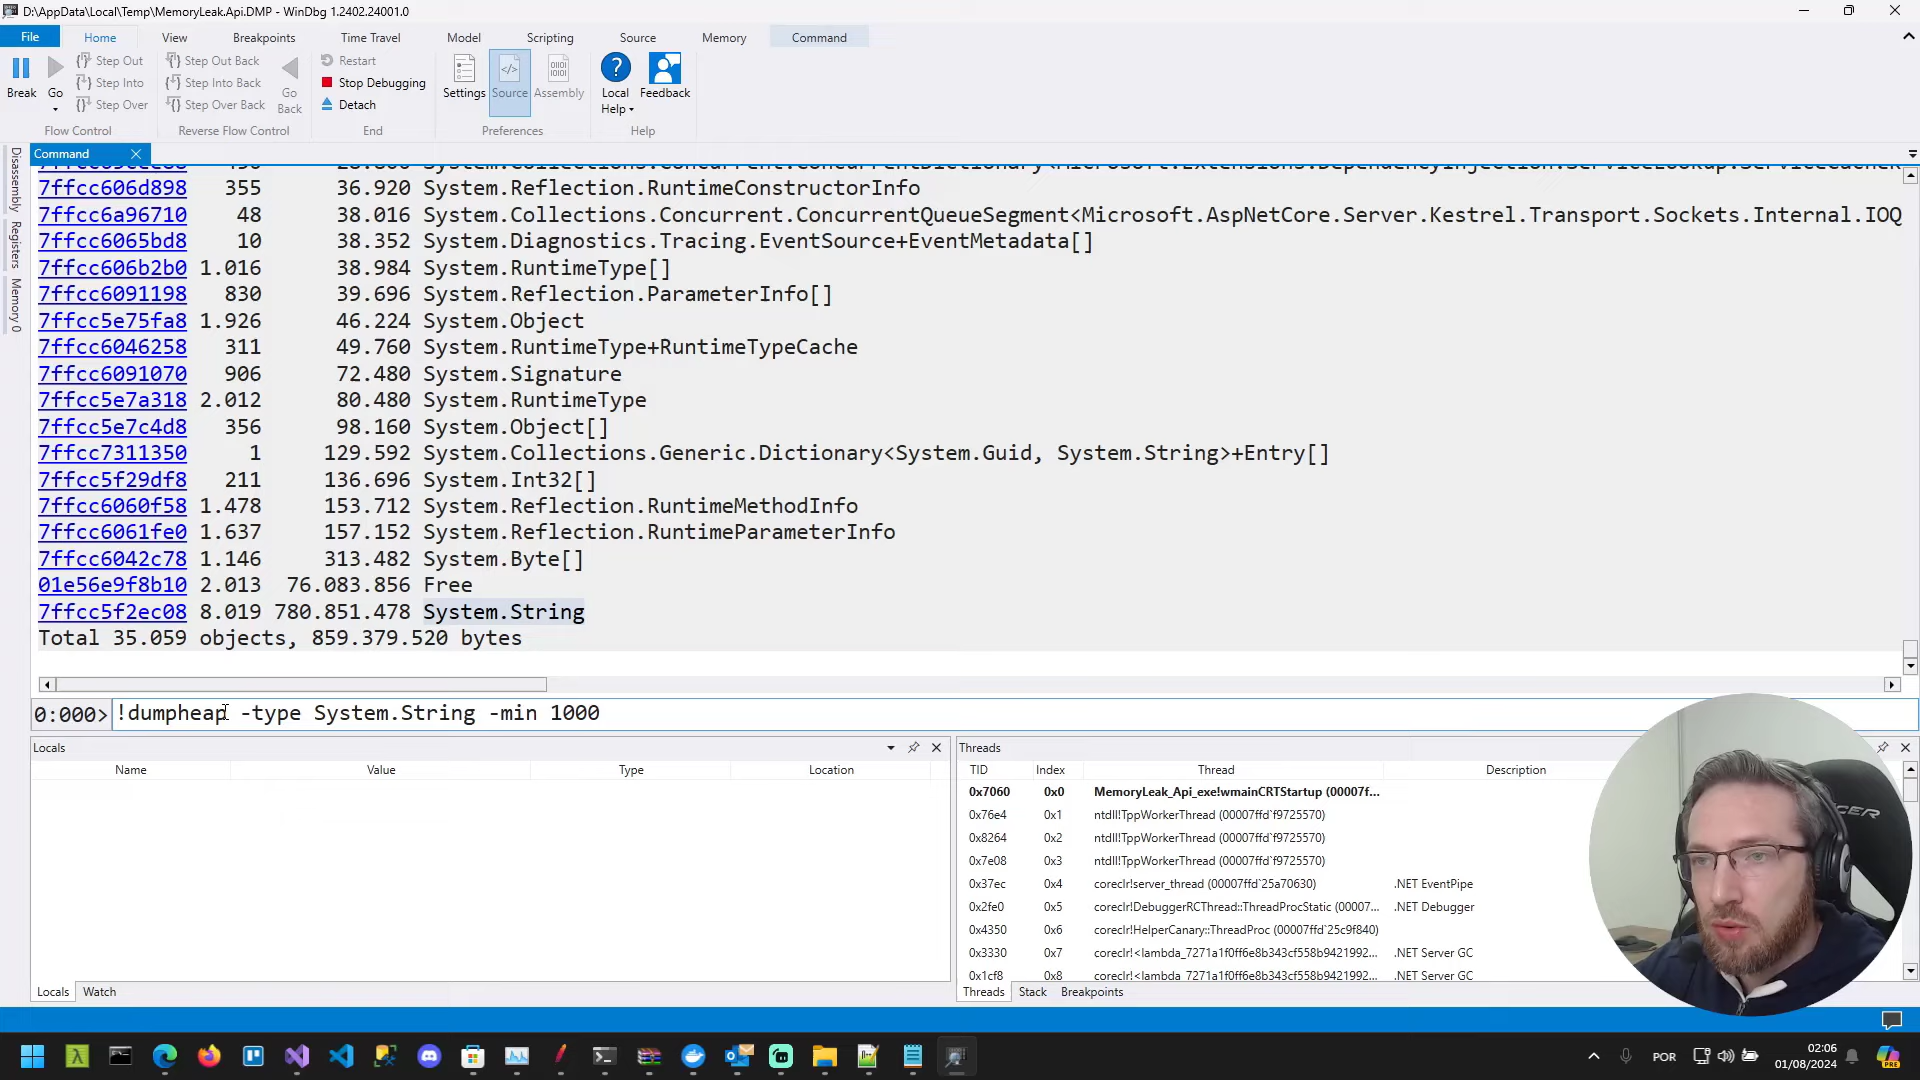 D:\AppData\Local\Temp\MemoryLeak.Api.DMP - WinDbg 1.2402.24001.0
File Home View Breakpoints Time Travel Model Scripting Source Memory Command
Break
Go
Step Out
Step Into
Step Over
Flow Control
Step Out Back
Step Into Back
Step Over Back
Go
Back
Reverse Flow Control
Restart
Stop Debugging
Detach
End
Settings
Source
Assembly
Preferences
Local
Help
Feedback
Help
Command
Disassembly
Registers
Memory 0
7ffcc606d898 355 36.920 System.Reflection.RuntimeConstructorInfo
7ffcc6a96710 48 38.016 System.Collections.Concurrent.ConcurrentQueueSegment<Microsoft.AspNetCore.Server.Kestrel.Transport.Sockets.Internal.IOQ
7ffcc6065bd8 10 38.352 System.Diagnostics.Tracing.EventSource+EventMetadata[]
7ffcc606b2b0 1.016 38.984 System.RuntimeType[]
7ffcc6091198 830 39.696 System.Reflection.ParameterInfo[]
7ffcc5e75fa8 1.926 46.224 System.Object
7ffcc6046258 311 49.760 System.RuntimeType+RuntimeTypeCache
7ffcc6091070 906 72.480 System.Signature
7ffcc5e7a318 2.012 80.480 System.RuntimeType
7ffcc5e7c4d8 356 98.160 System.Object[]
7ffcc7311350 1 129.592 System.Collections.Generic.Dictionary<System.Guid, System.String>+Entry[]
7ffcc5f29df8 211 136.696 System.Int32[]
7ffcc6060f58 1.478 153.712 System.Reflection.RuntimeMethodInfo
7ffcc6061fe0 1.637 157.152 System.Reflection.RuntimeParameterInfo
7ffcc6042c78 1.146 313.482 System.Byte[]
01e56e9f8b10 2.013 76.083.856 Free
7ffcc5f2ec08 8.019 780.851.478 System.String
Total 35.059 objects, 859.379.520 bytes
0:000> !dumpheap -type System.String -min 1000
Locals
Name Value Type Location
Locals Watch
Threads
TID Index Thread Description
0x7060 0x0 MemoryLeak_Api_exe!wmainCRTStartup (00007f...
0x76e4 0x1 ntdll!TppWorkerThread (00007ffd`f9725570)
0x8264 0x2 ntdll!TppWorkerThread (00007ffd`f9725570)
0x7e08 0x3 ntdll!TppWorkerThread (00007ffd`f9725570)
0x37ec 0x4 coreclr!server_thread (00007ffd`25a70630) .NET EventPipe
0x2fe0 0x5 coreclr!DebuggerRCThread::ThreadProcStatic (00007... .NET Debugger
0x4350 0x6 coreclr!HelperCanary::ThreadProc (00007ffd`25c9f840)
0x3330 0x7 coreclr!<lambda_7271a1f0ff6e8b343cf558b9421992... .NET Server GC
0x1cf8 0x8 coreclr!<lambda_7271a1f0ff6e8b343cf558b9421992... .NET Server GC
Threads Stack Breakpoints
POR
02:06
01/08/2024